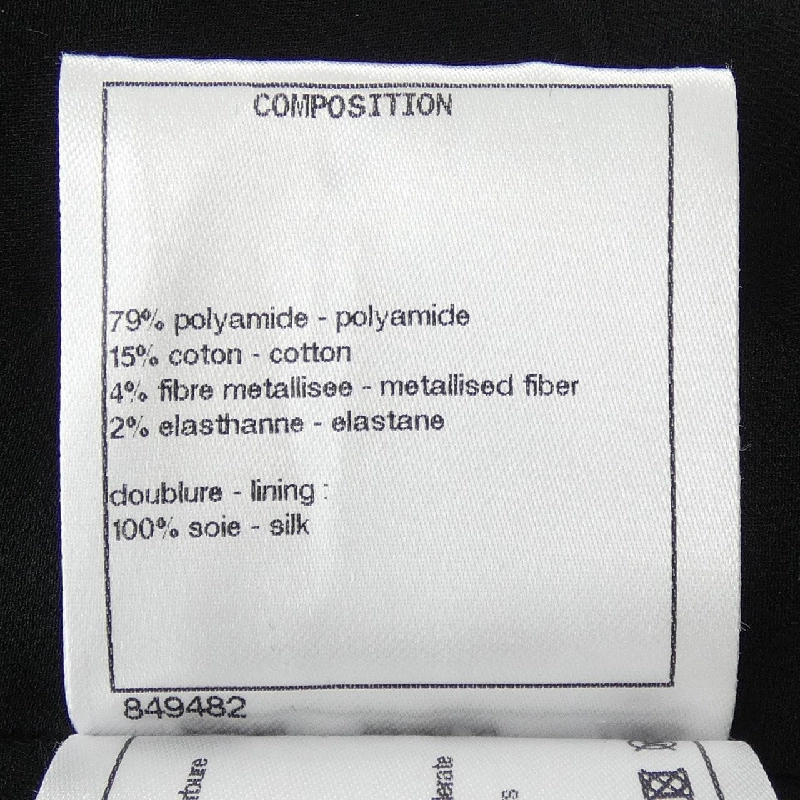 COMPOSITION
79% polyamide - polyamide
15% coton - cotton
4% fibre metallisee - metallised fiber
2% elasthanne - elastane
doublure - lining :
100% soie - silk
849482